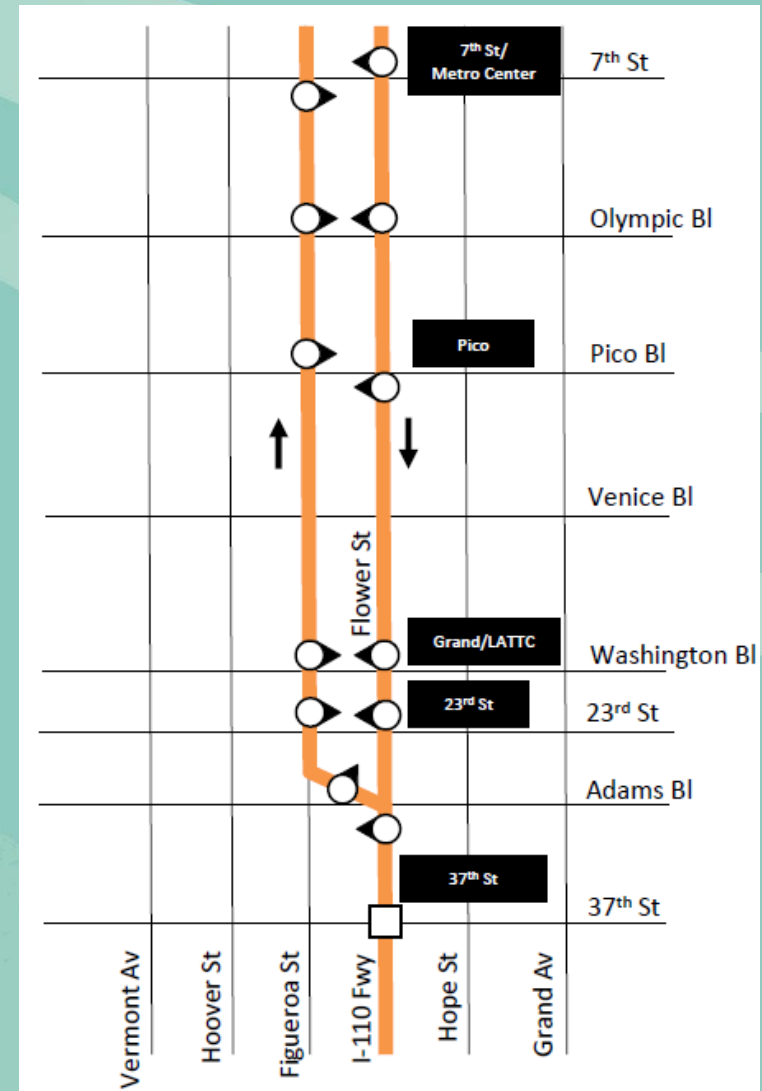 7th St/
Metro Center
7th St
Olympic Bl
Pico
Pico Bl
Venice Bl
Flower St
Grand/LATTC
Washington Bl
23rd St
23rd St
Adams Bl
37th St
37th St
Vermont Av
Hoover St
Figueroa St
I-110 Fwy
Hope St
Grand Av